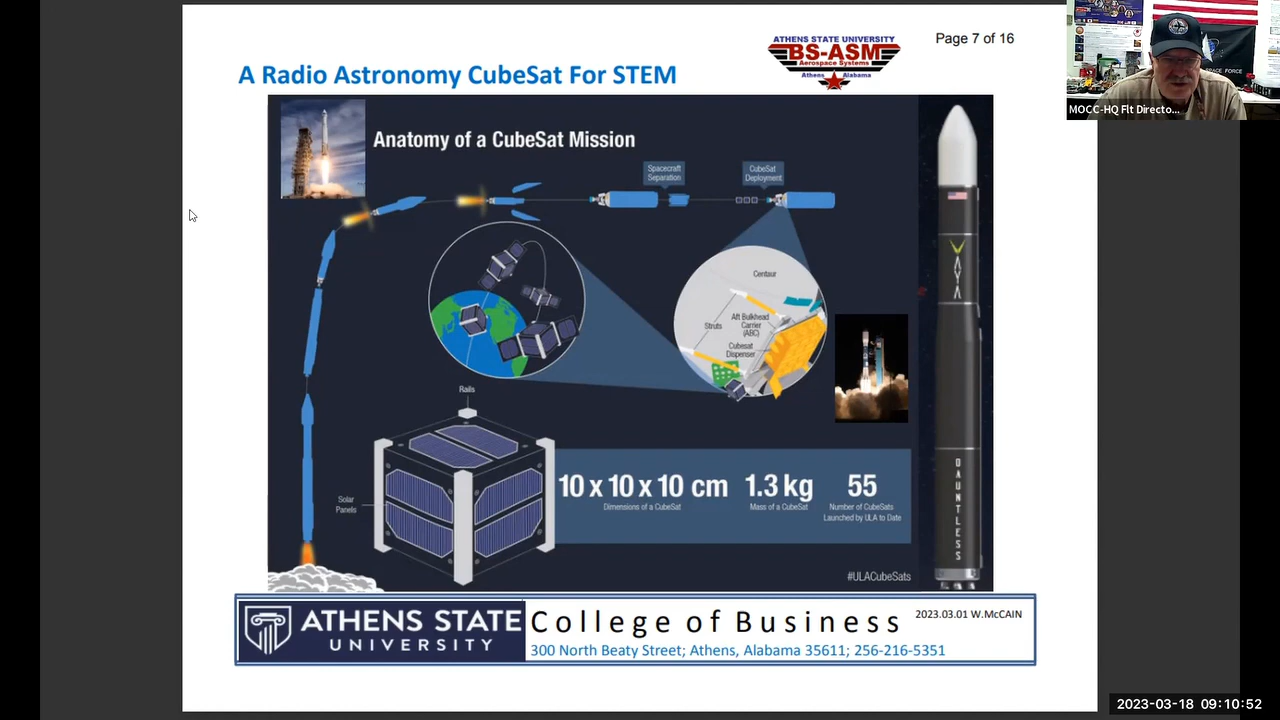 Page 7 of 16
ATHENS STATE UNIVERSITY
BS-ASM
Aerospace Systems
Athens Alabama
A Radio Astronomy CubeSat For STEM
SPACE FORCE
MOCC-HQ Flt Directo...
Anatomy of a CubeSat Mission
Spacecraft
Separation
CubeSat
Deployment
Centaur
Struts
Aft Bulkhead
Carrier
(ABC)
Cubesat
Dispenser
VAYA
DAUNTLESS
Rails
Solar
Panels
10 x 10 x 10 cm
Dimensions of a CubeSat
1.3 kg
Mass of a CubeSat
55
Number of CubeSats
Launched by ULA to Date
#ULACubeSats
ATHENS STATE
UNIVERSITY
College of Business
2023.03.01 W.McCAIN
300 North Beaty Street; Athens, Alabama 35611; 256-216-5351
2023-03-18 09:10:52